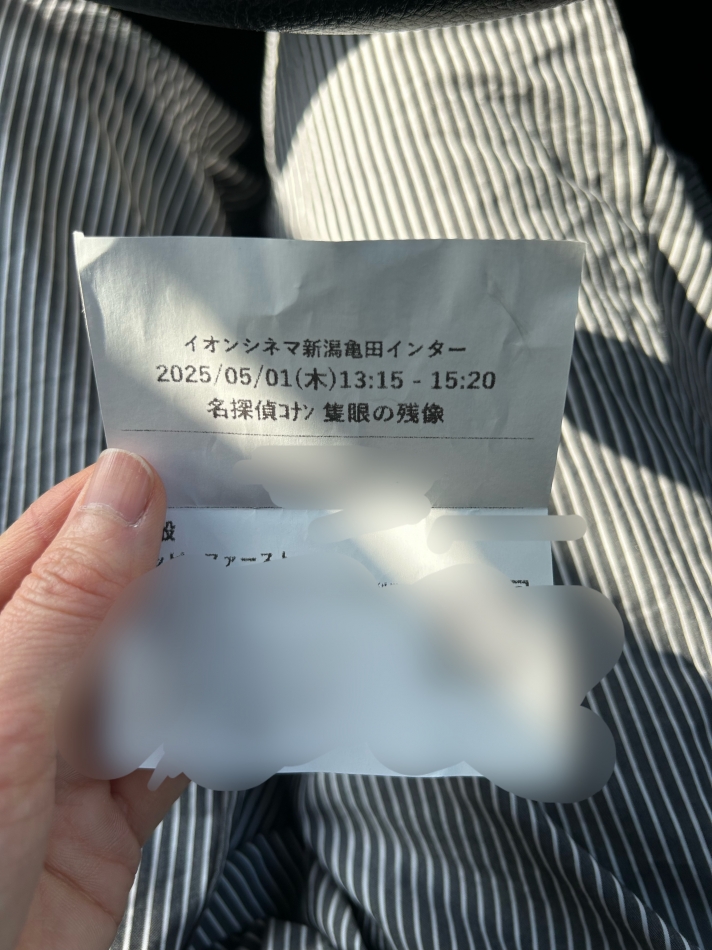 イオンシネマ新潟亀田インター
2025/05/01(木)13:15 - 15:20
名探偵ｺﾅﾝ 隻眼の残像